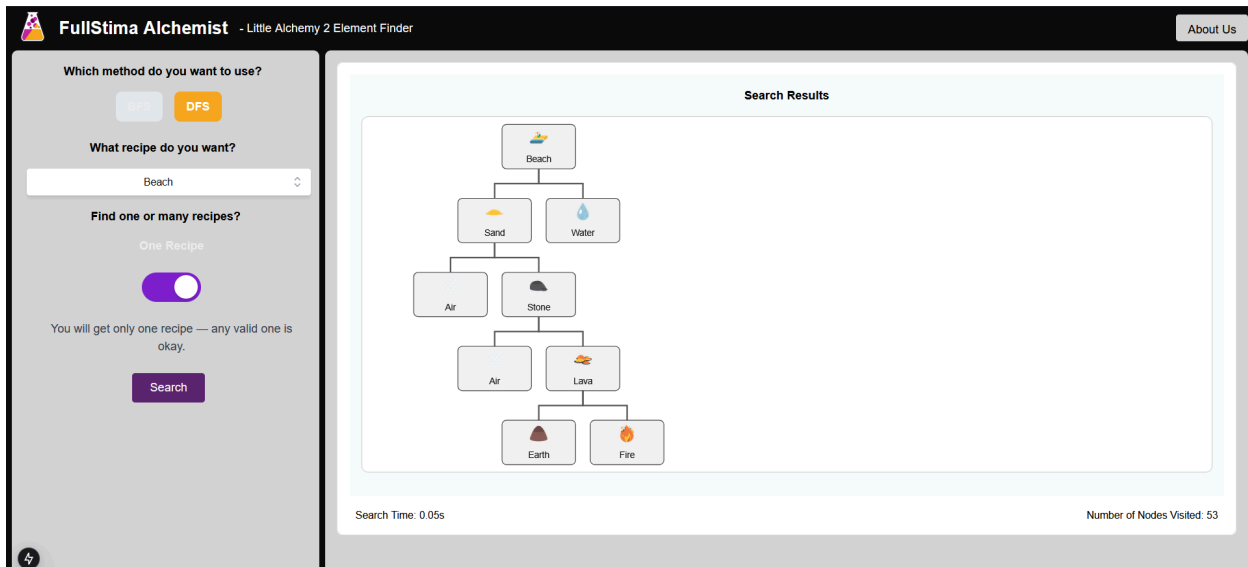 FullStima Alchemist - Little Alchemy 2 Element Finder
About Us
Which method do you want to use?
BFS
DFS
What recipe do you want?
Beach
Find one or many recipes?
One Recipe
You will get only one recipe — any valid one is
okay.
Search
Search Results
Beach
Sand
Water
Air
Stone
Air
Lava
Earth
Fire
Search Time: 0.05s
Number of Nodes Visited: 53